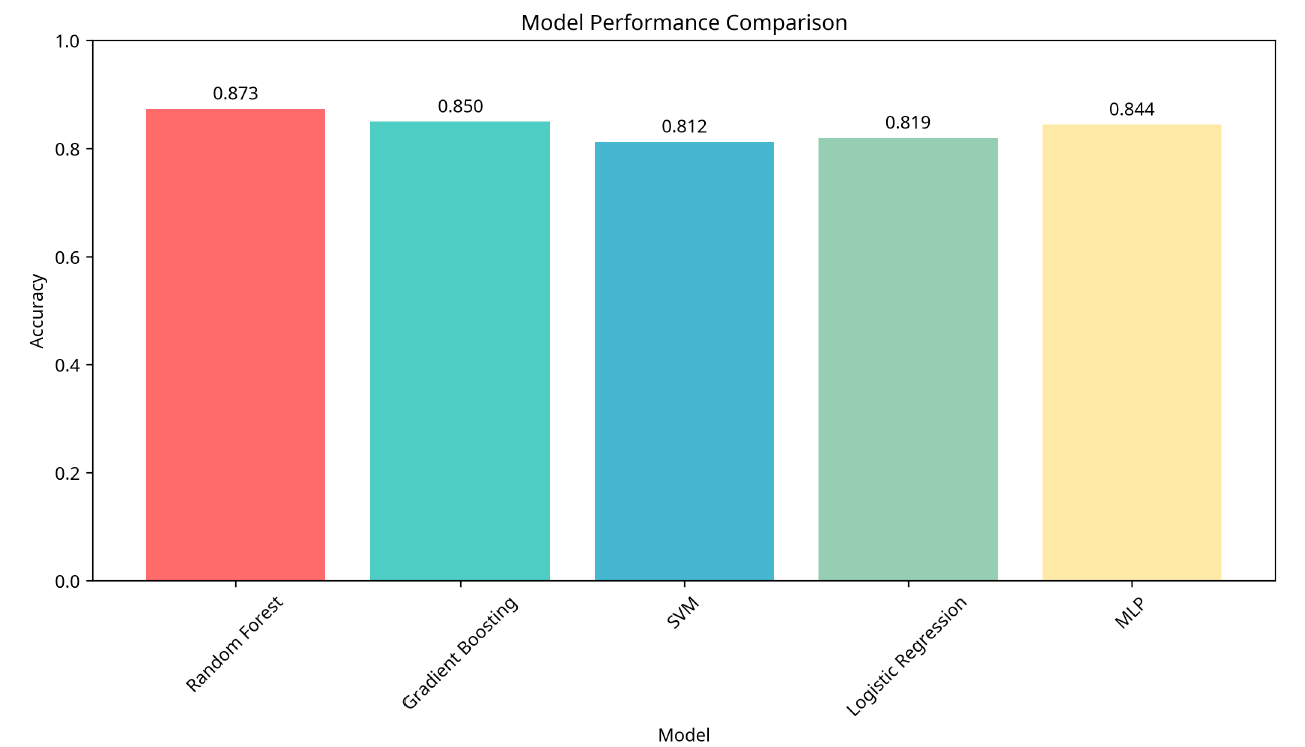 Model Performance Comparison
1.0
0.8
0.6
0.4
0.2
0.0
Accuracy
0.873
0.850
0.812
0.819
0.844
Random Forest
Gradient Boosting
SVM
Logistic Regression
MLP
Model